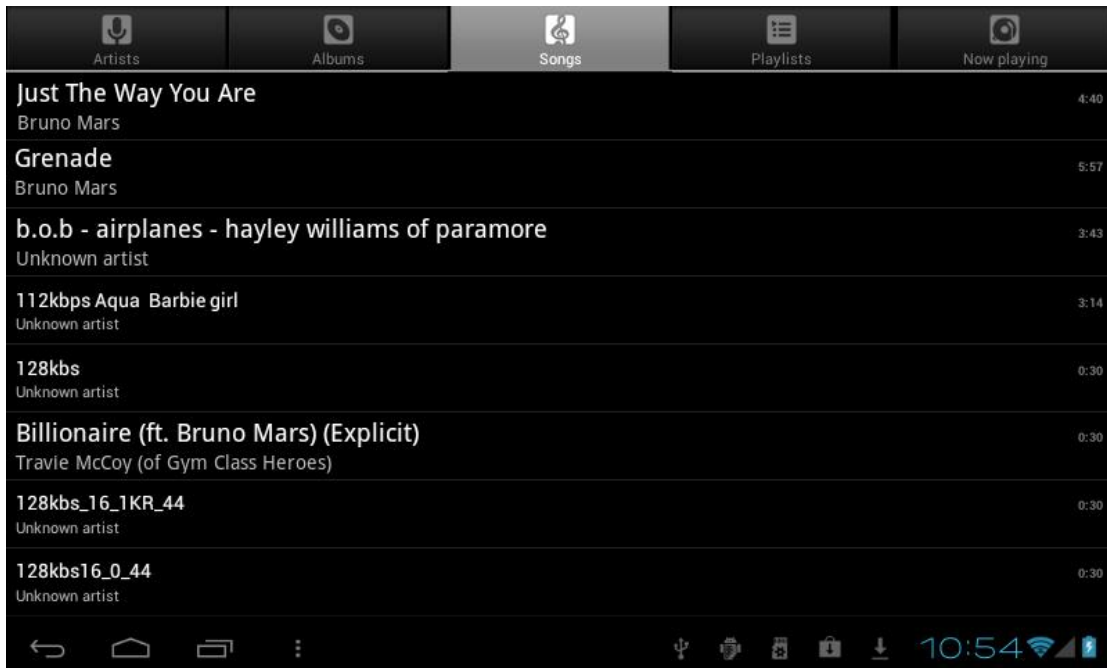 Artists Albums Songs Playlists Now playing
Just The Way You Are 4:40
Bruno Mars
Grenade 5:57
Bruno Mars
b.o.b - airplanes - hayley williams of paramore 3:43
Unknown artist
112kbps Aqua  Barbie girl 3:14
Unknown artist
128kbs 0:30
Unknown artist
Billionaire (ft. Bruno Mars) (Explicit) 0:30
Travie McCoy (of Gym Class Heroes)
128kbs_16_1KR_44 0:30
Unknown artist
128kbs16_0_44 0:30
Unknown artist
10:54